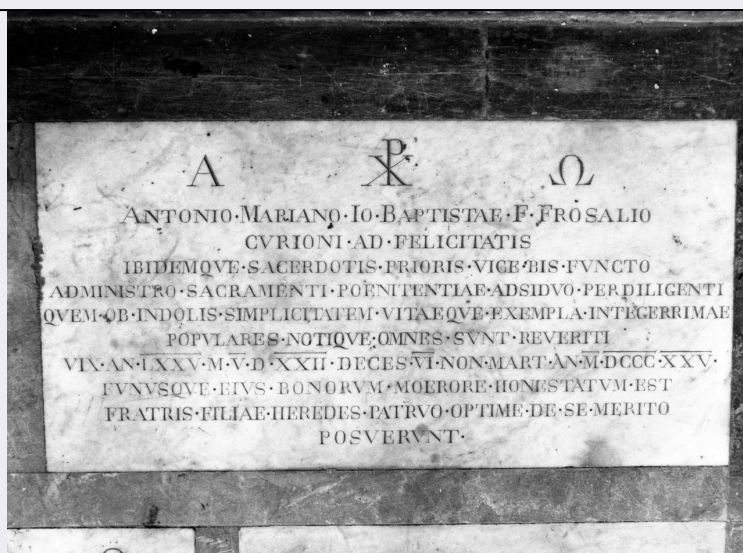 Α ☧ Ω
ANTONIO·MARIANO·IO·BAPTISTAE·F·FROSALIO
CVRIONI·AD·FELICITATIS
IBIDEMQVE·SACERDOTIS·PRIORIS·VICE·BIS·FVNCTO
ADMINISTRO·SACRAMENTI·POENITENTIAE·ADSIDVO·PERDILIGENTI
QVEM·OB·INDOLIS·SIMPLICITATEM·VITAEQVE·EXEMPLA·INTEGERRIMAE
POPVLARES·NOTIQVE·OMNES·SVNT·REVERITI
VIX·AN·LXXV·M·V·D·XXII·DECES·VI·NON·MART·AN·M·DCCC·XXV·
FVNVSQVE·EIVS·BONORVM·MOERORE·HONESTATVM·EST
FRATRIS·FILIAE·HEREDES·PATRVO·OPTIME·DE·SE·MERITO
POSVERVNT·